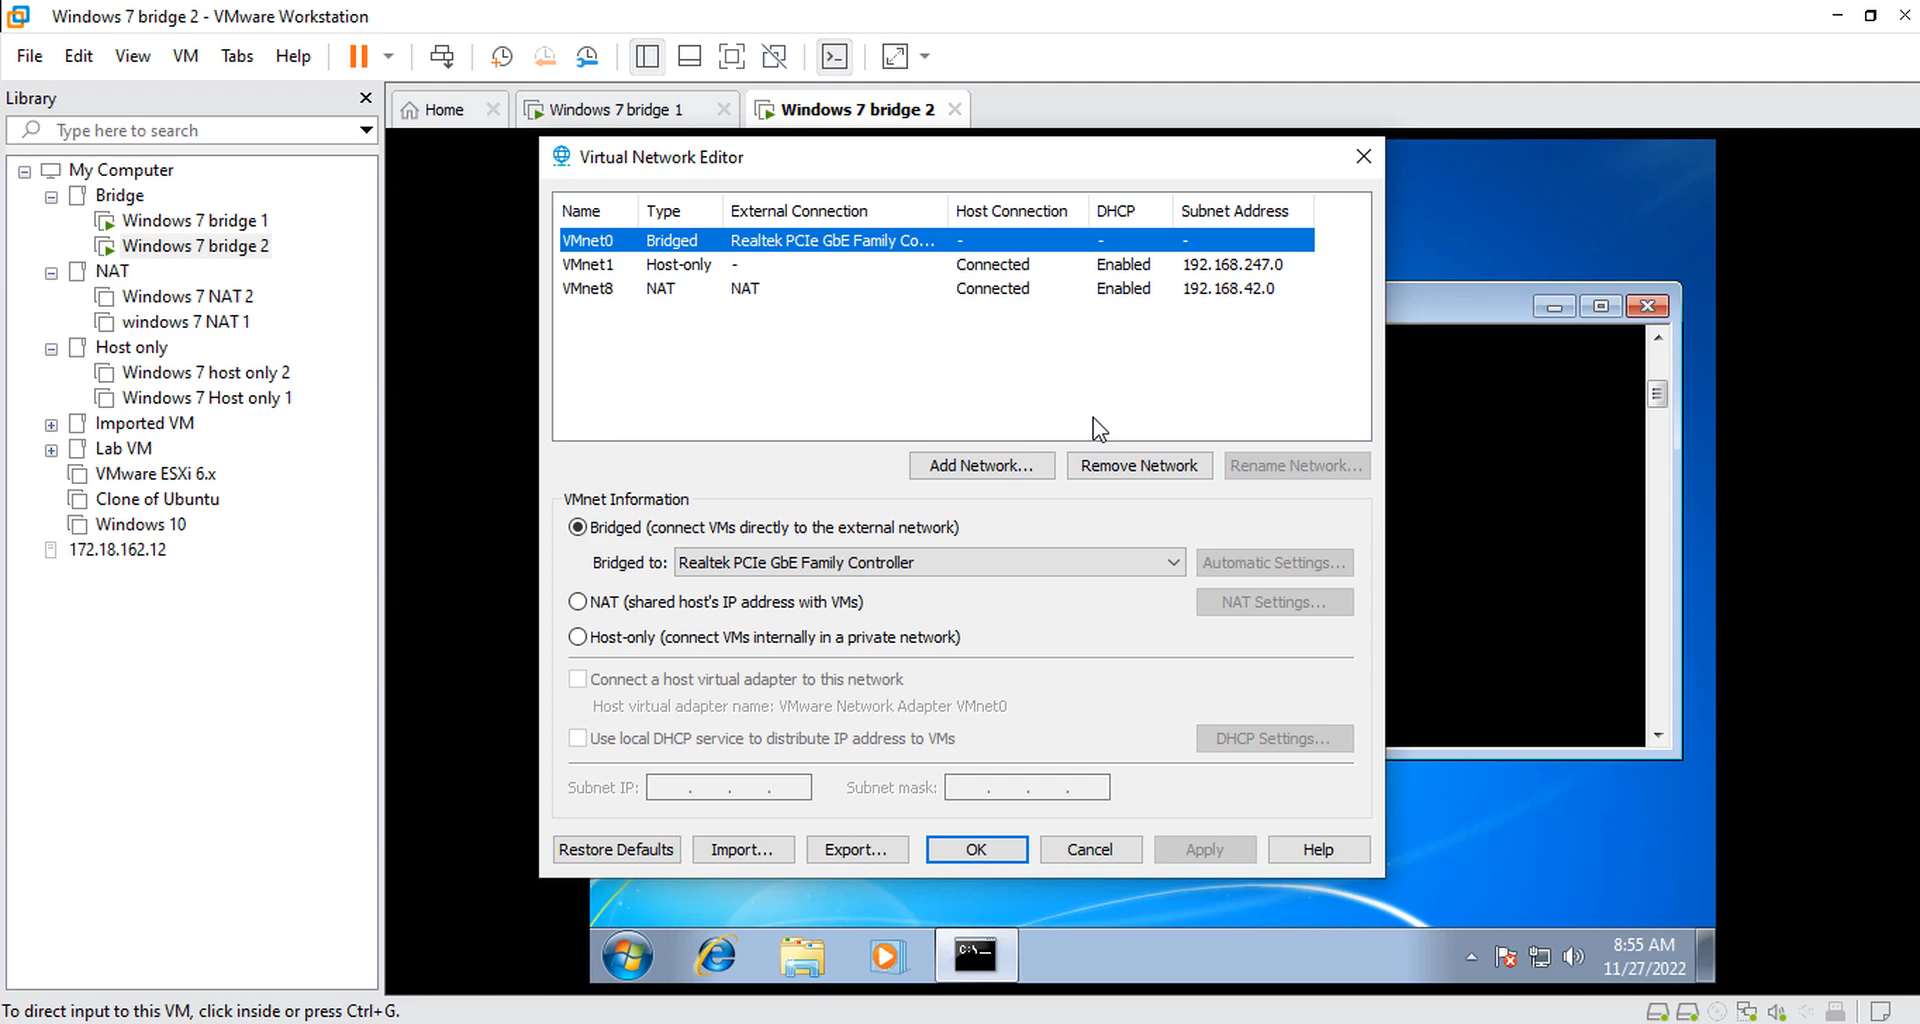 Windows 7 bridge 2 - VMware Workstation
File Edit View VM Tabs Help
Library
Type here to search
My Computer
Bridge
Windows 7 bridge 1
Windows 7 bridge 2
NAT
Windows 7 NAT 2
windows 7 NAT 1
Host only
Windows 7 host only 2
Windows 7 Host only 1
Imported VM
Lab VM
VMware ESXi 6.x
Clone of Ubuntu
Windows 10
172.18.162.12
Home Windows 7 bridge 1 Windows 7 bridge 2
Virtual Network Editor
Name Type External Connection Host Connection DHCP Subnet Address
VMnet0 Bridged Realtek PCIe GbE Family Co... - - -
VMnet1 Host-only - Connected Enabled 192.168.247.0
VMnet8 NAT NAT Connected Enabled 192.168.42.0
Add Network... Remove Network Rename Network...
VMnet Information
Bridged (connect VMs directly to the external network)
Bridged to: Realtek PCIe GbE Family Controller Automatic Settings...
NAT (shared host's IP address with VMs) NAT Settings...
Host-only (connect VMs internally in a private network)
Connect a host virtual adapter to this network
Host virtual adapter name: VMware Network Adapter VMnet0
Use local DHCP service to distribute IP address to VMs DHCP Settings...
Subnet IP: . . . Subnet mask: . . .
Restore Defaults Import... Export... OK Cancel Apply Help
C:\_
8:55 AM
11/27/2022
To direct input to this VM, click inside or press Ctrl+G.